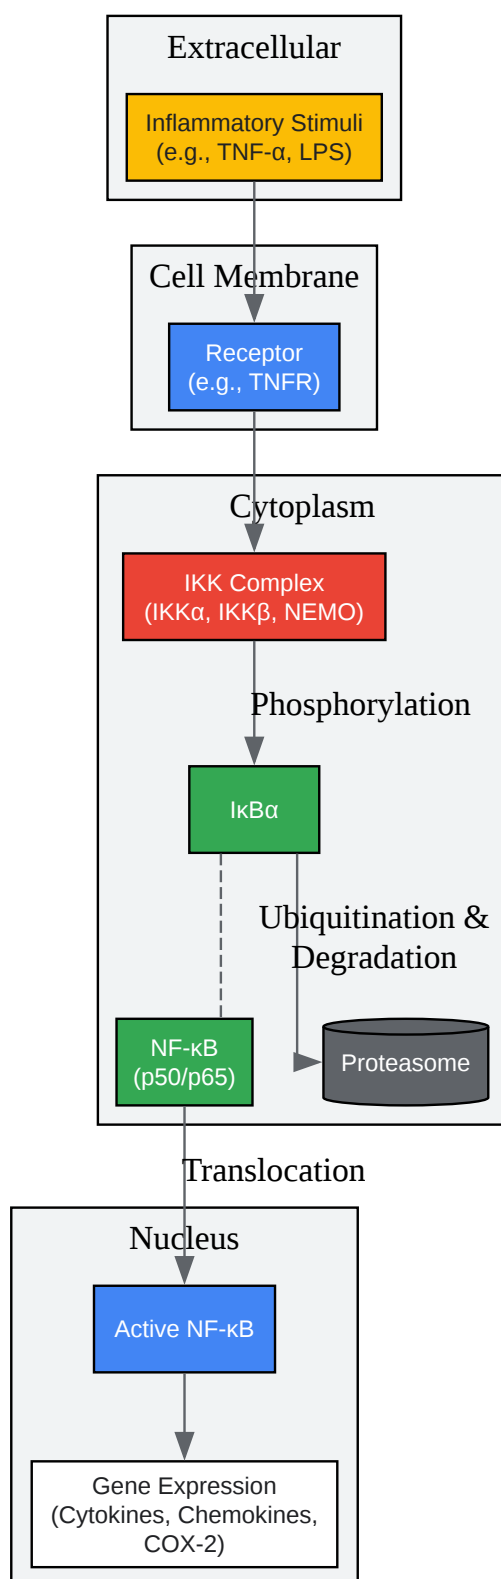 Extracellular
Inflammatory Stimuli
(e.g., TNF-α, LPS)
Cell Membrane
Receptor
(e.g., TNFR)
Cytoplasm
IKK Complex
(IKKα, IKKβ, NEMO)
Phosphorylation
IκBα
Ubiquitination &
Degradation
NF-κB
(p50/p65)
Proteasome
Translocation
Nucleus
Active NF-κB
Gene Expression
(Cytokines, Chemokines,
COX-2)